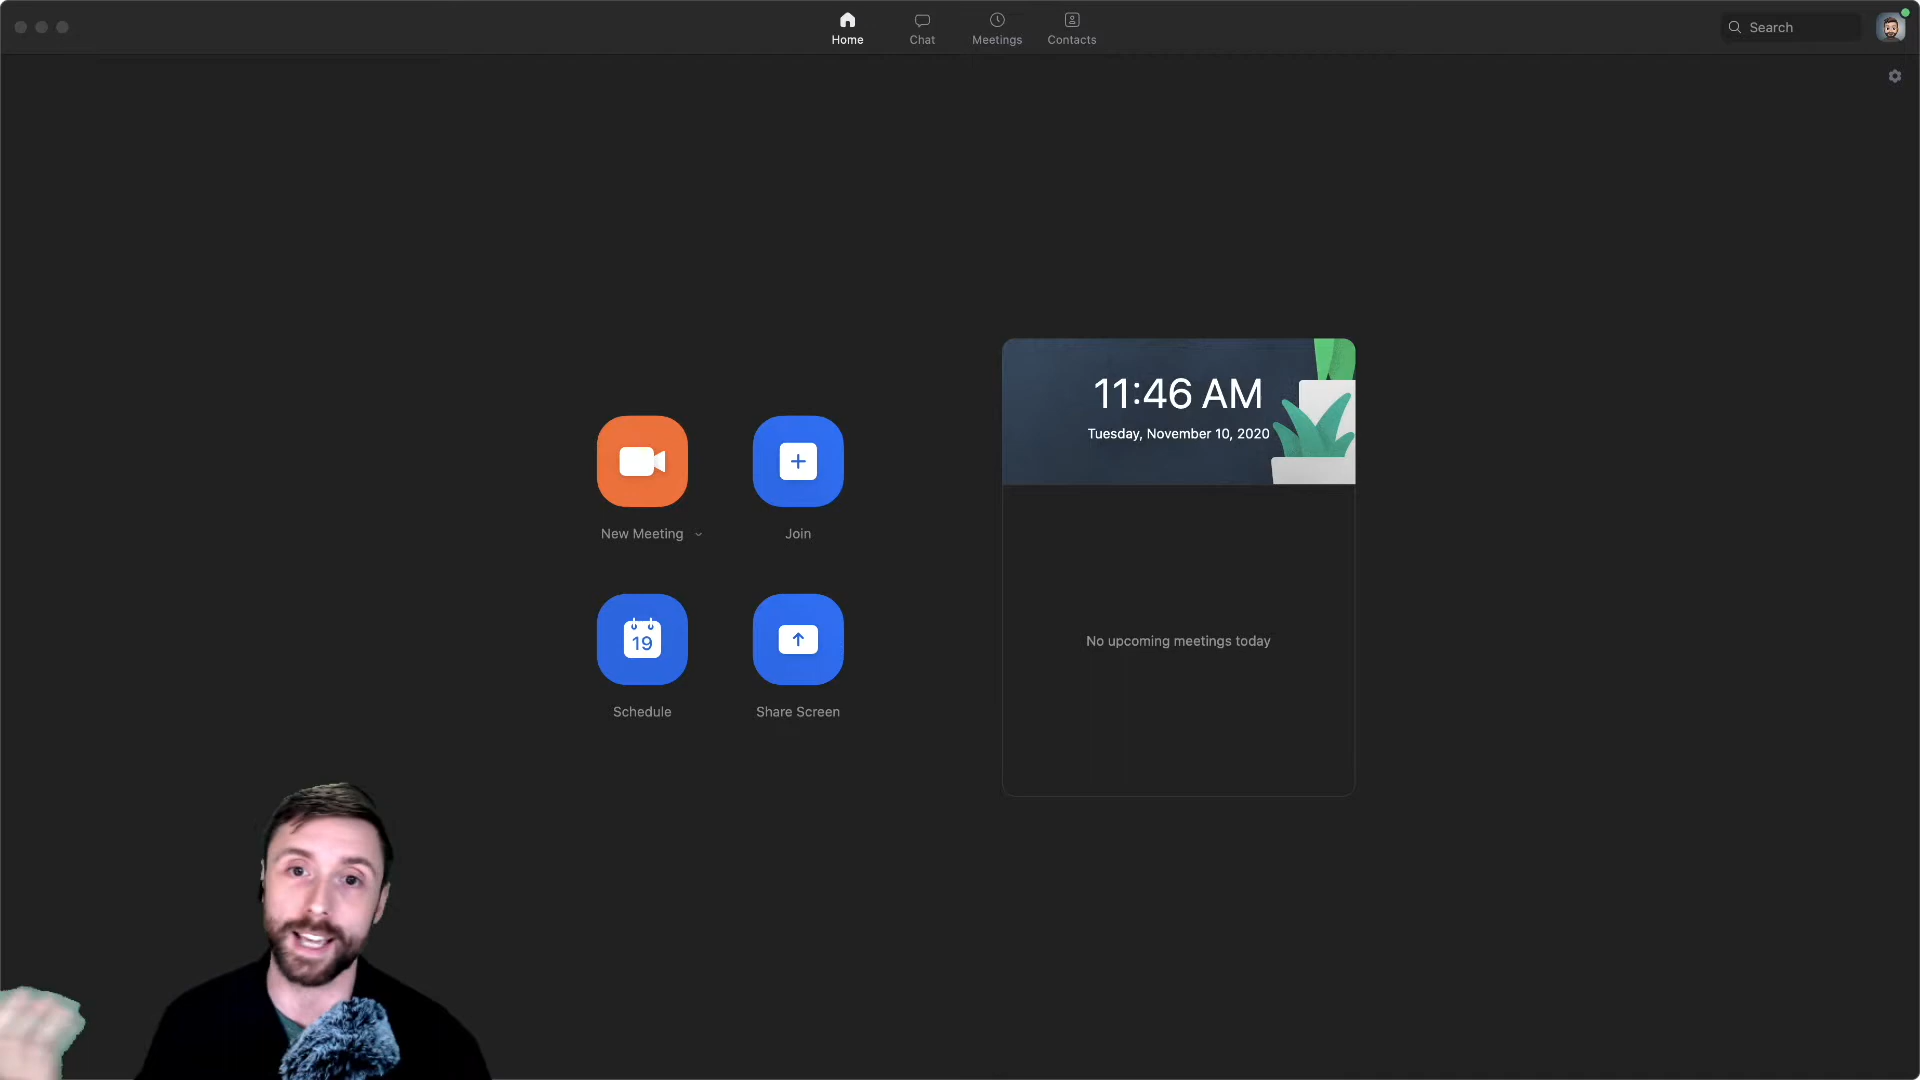 Home
Chat
Meetings
Contacts
Search
11:46 AM
Tuesday, November 10, 2020
New Meeting
Join
19
Schedule
Share Screen
No upcoming meetings today